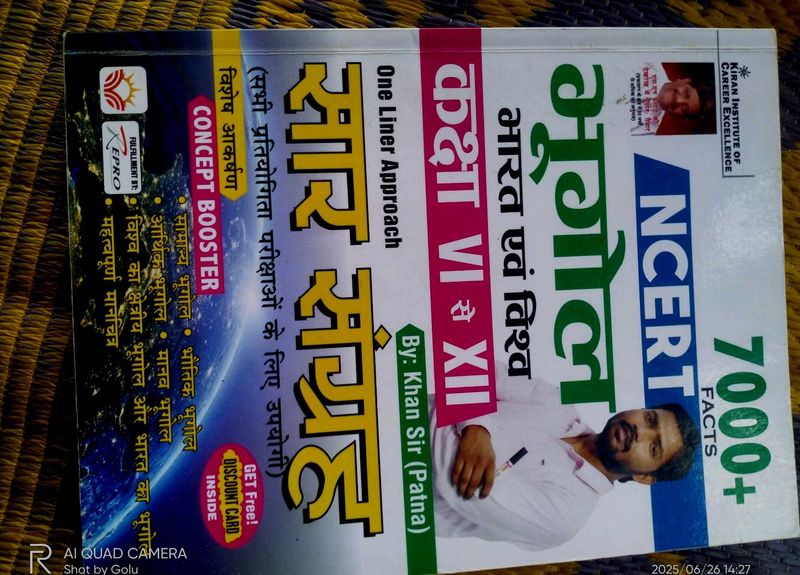 KIRAN INSTITUTE OF
CAREER EXCELLENCE
7000+
FACTS
NCERT
भूगोल
भारत एवं विश्व
कक्षा VI से XII
By: Khan Sir (Patna)
One Liner Approach
सार संग्रह
(सभी प्रतियोगिता परीक्षाओं के लिए उपयोगी)
विशेष आकर्षण
CONCEPT BOOSTER
GET Free!
DISCOUNT CARD
INSIDE
• सामान्य भूगोल • भौतिक भूगोल
• आर्थिक भूगोल • मानव भूगोल
• विश्व का क्षेत्रीय भूगोल और भारत का भूगोल
• महत्वपूर्ण मानचित्र
FULFILLMENT BY:
XEPRO
AI QUAD CAMERA
Shot by Golu
2025/06/26 14:27